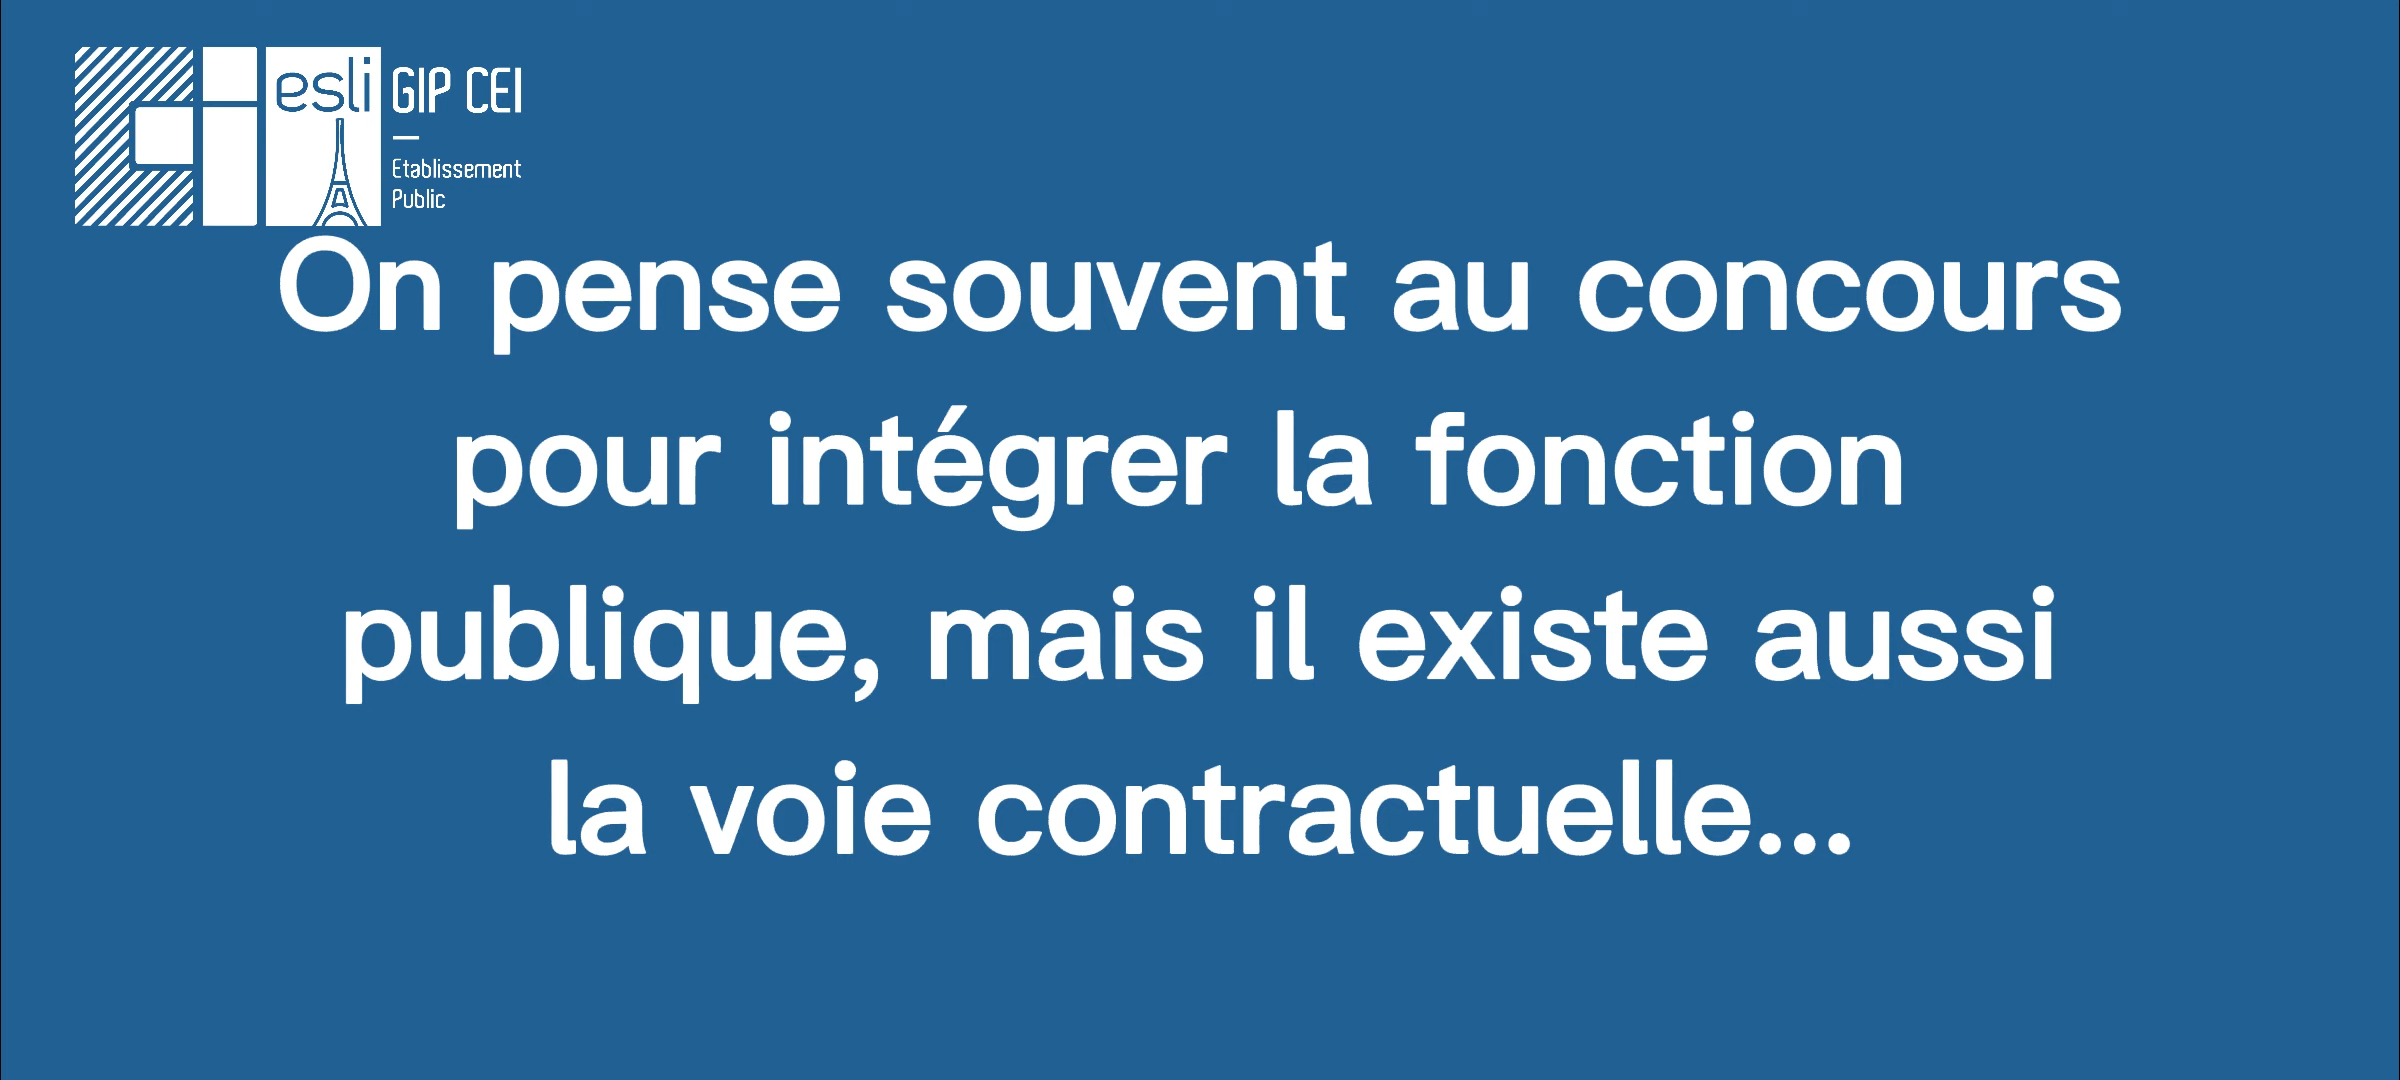 esli
GIP CEI
Etablissement
Public
On pense souvent au concours
pour intégrer la fonction
publique, mais il existe aussi
la voie contractuelle...